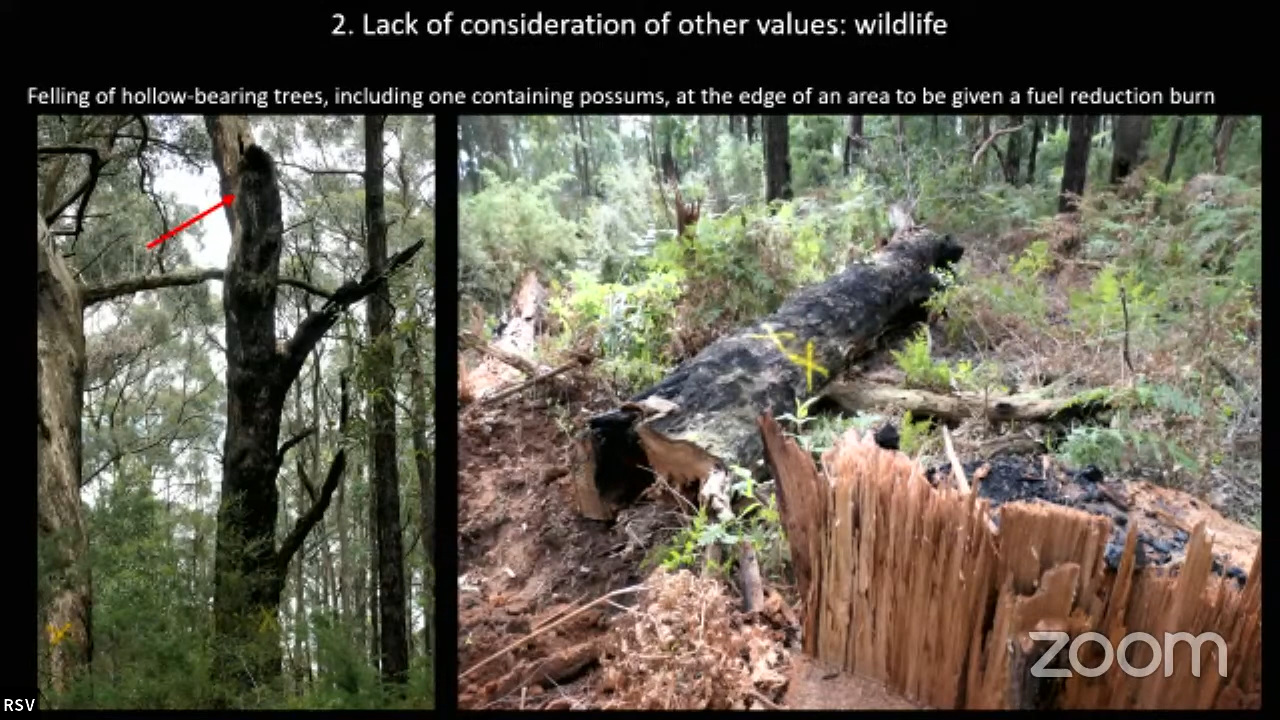 2. Lack of consideration of other values: wildlife
Felling of hollow-bearing trees, including one containing possums, at the edge of an area to be given a fuel reduction burn
zoom
RSV